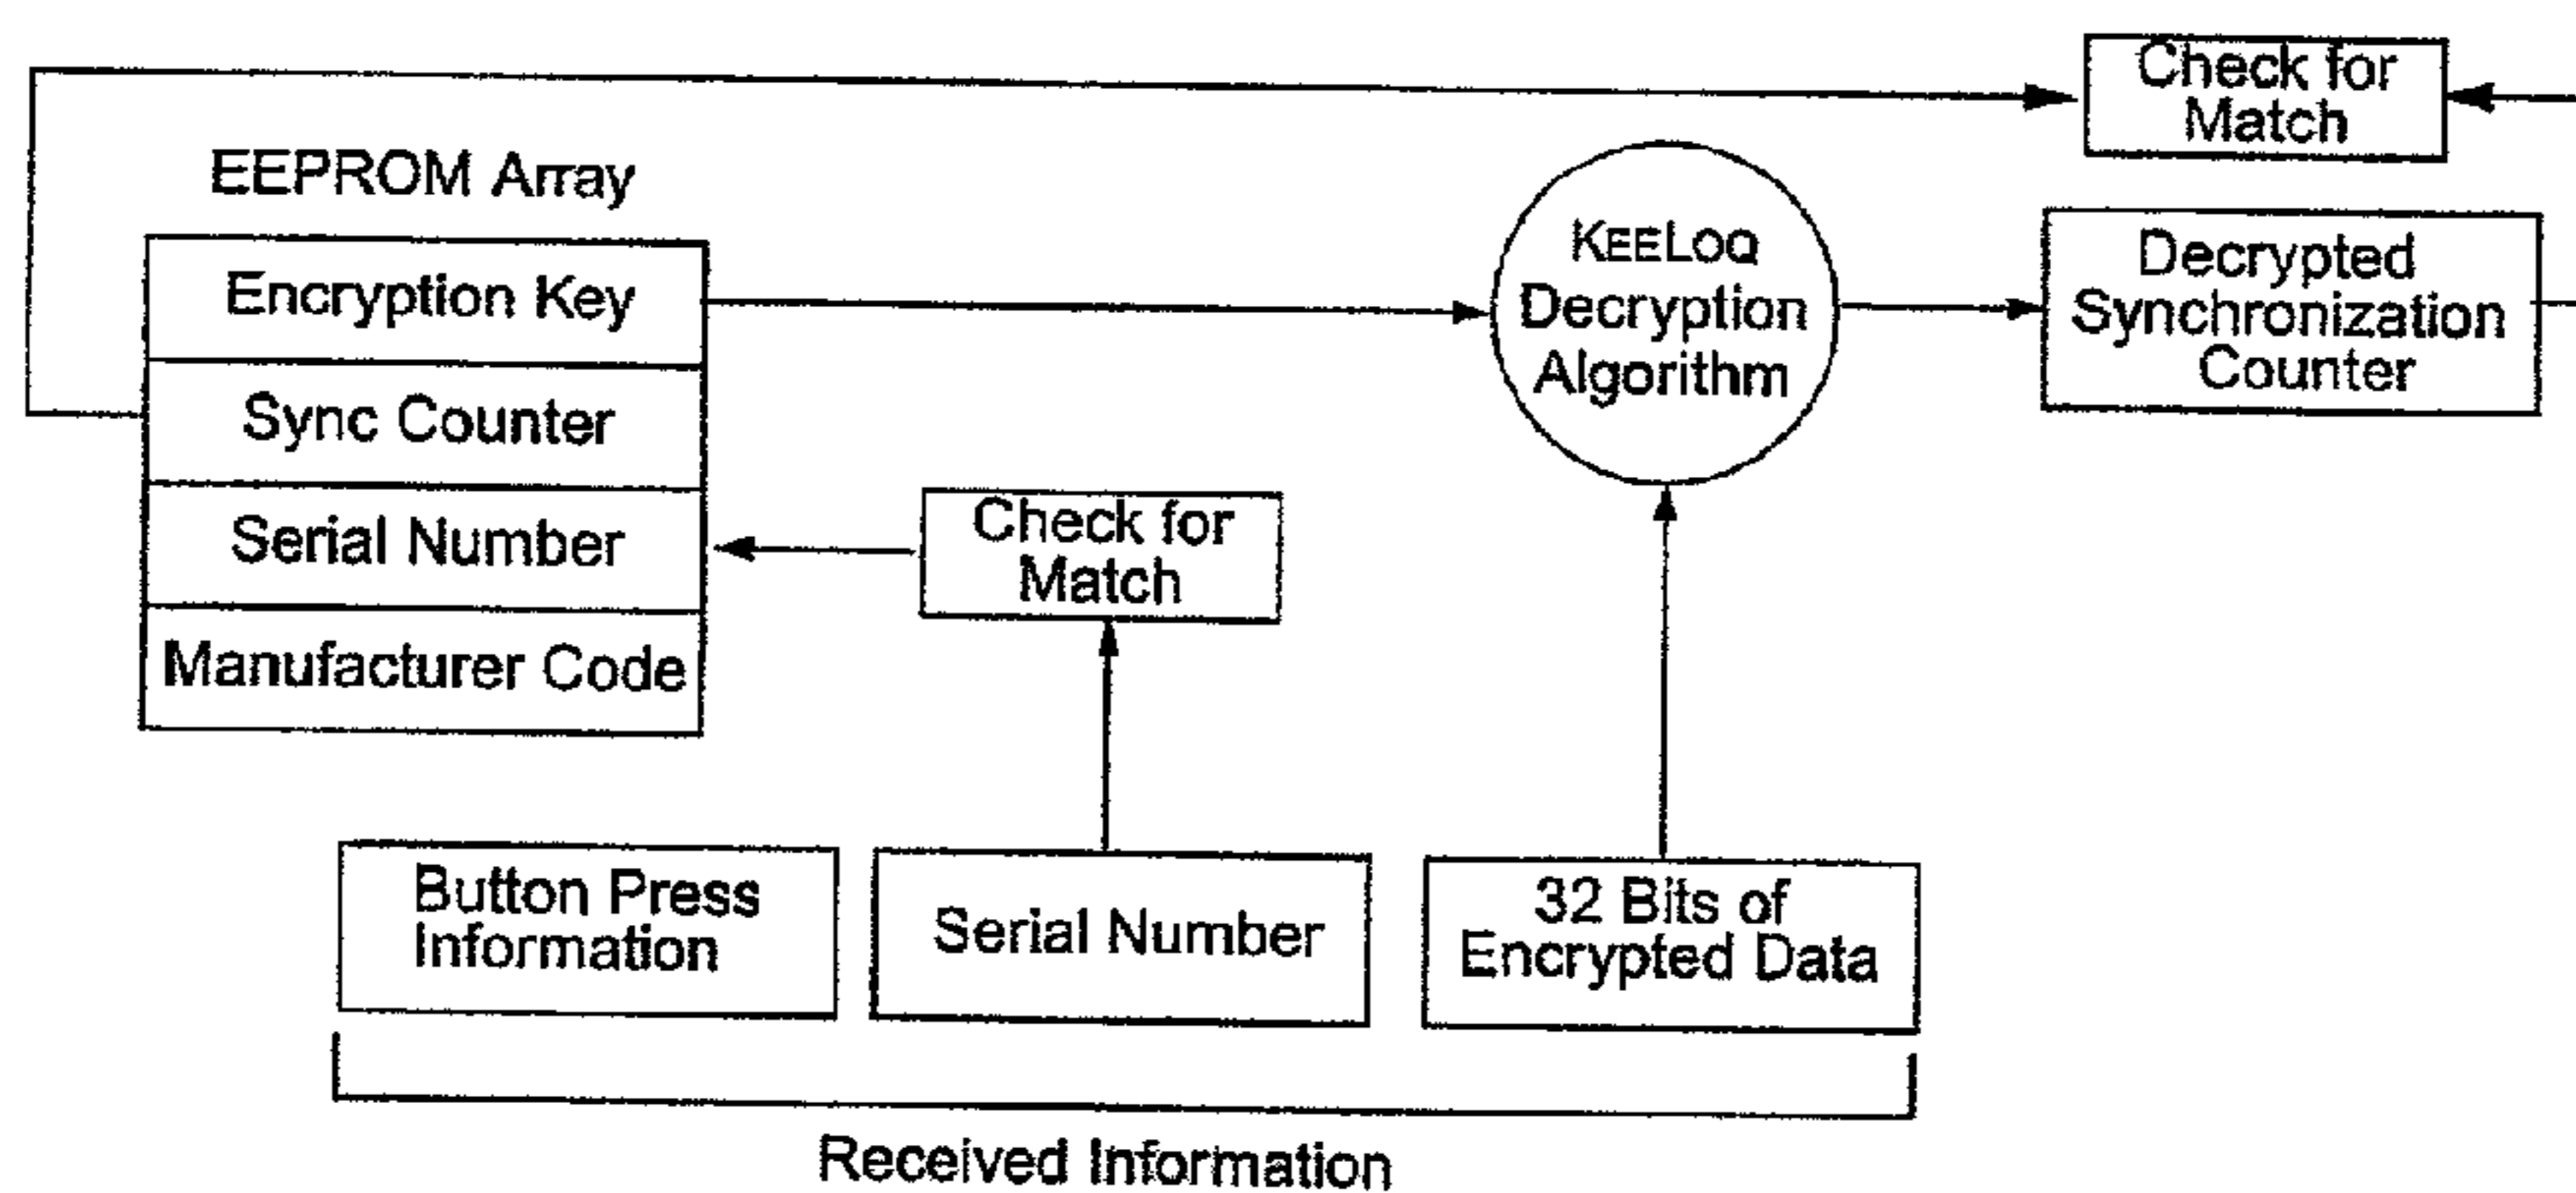 Check for
Match
EEPROM Array
KEELOQ
Decryption
Algorithm
Decrypted
Synchronization
Counter
Encryption Key
Sync Counter
Serial Number
Manufacturer Code
Check for
Match
Button Press
Information
Serial Number
32 Bits of
Encrypted Data
Received Information